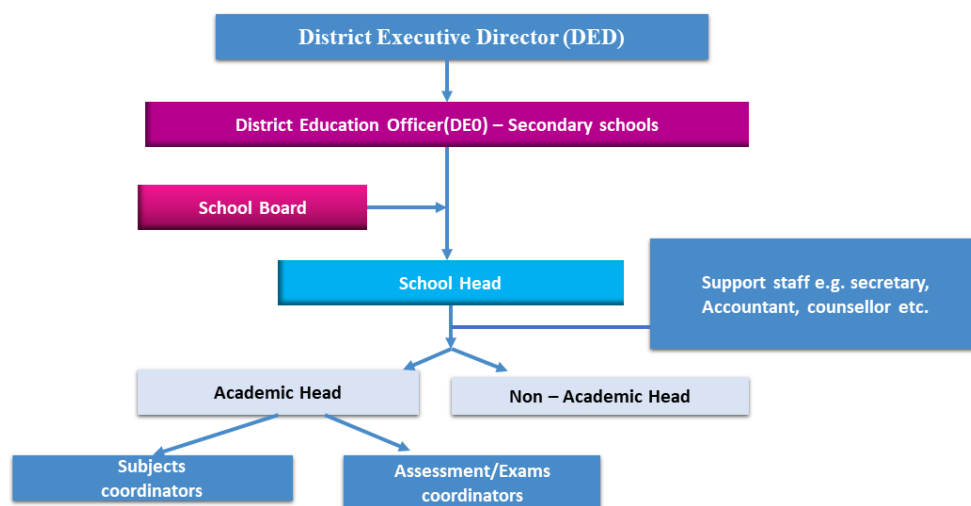 District Executive Director (DED)
District Education Officer(DE0) – Secondary schools
School Board
School Head
Support staff e.g. secretary,
Accountant, counsellor etc.
Academic Head
Non – Academic Head
Subjects
coordinators
Assessment/Exams
coordinators